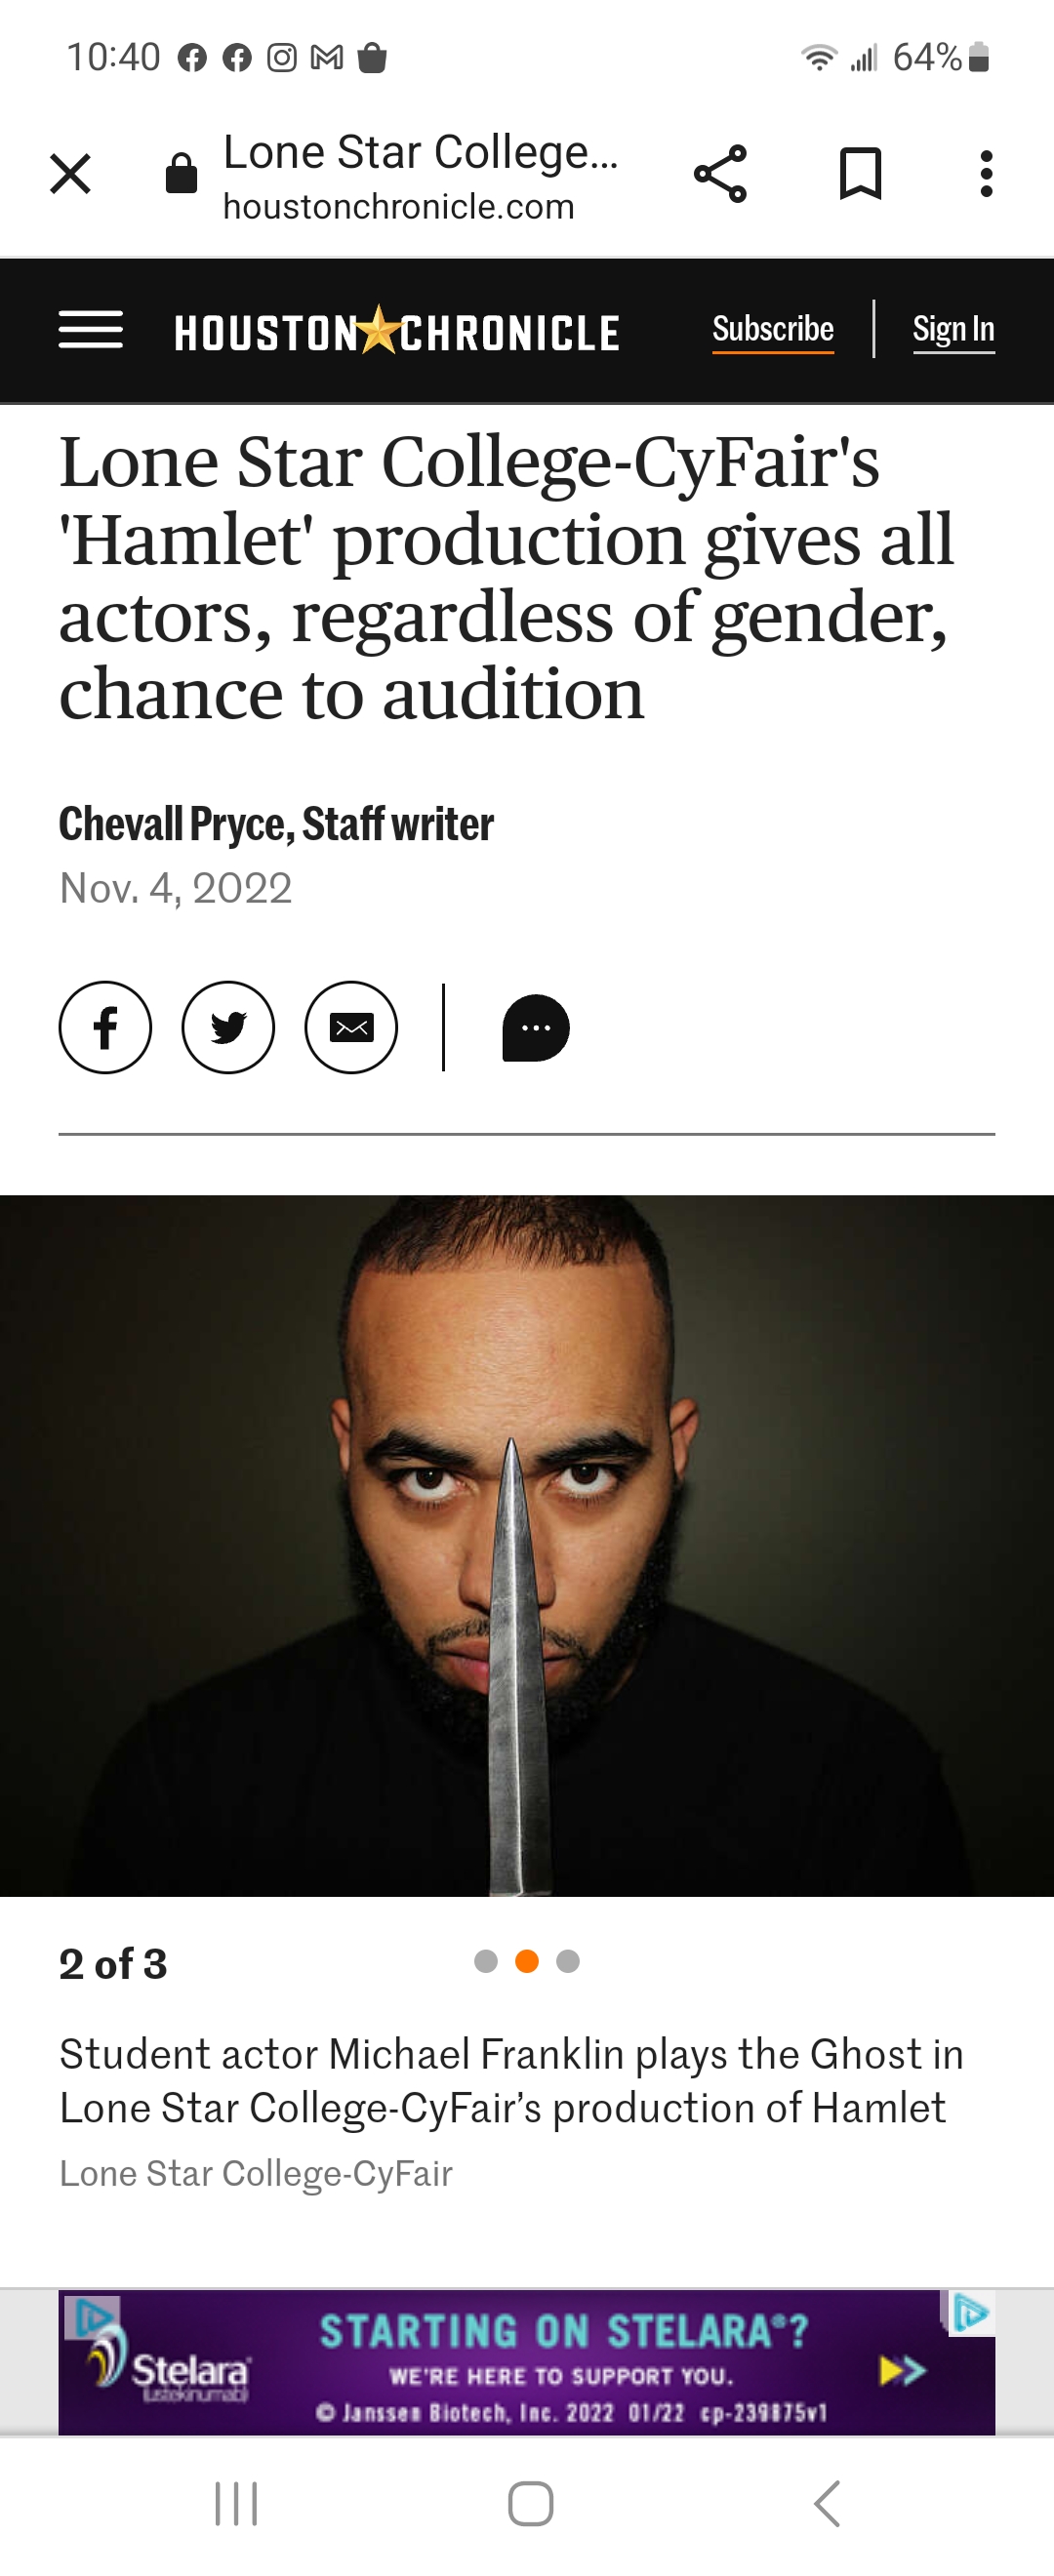 10:40
64%
Lone Star College...
houstonchronicle.com
HOUSTON CHRONICLE
Subscribe
Sign In
Lone Star College-CyFair's
'Hamlet' production gives all
actors, regardless of gender,
chance to audition
Chevall Pryce, Staff writer
Nov. 4, 2022
2 of 3
Student actor Michael Franklin plays the Ghost in
Lone Star College-CyFair’s production of Hamlet
Lone Star College-CyFair
STARTING ON STELARA®?
Stelara
(ustekinumab)
WE'RE HERE TO SUPPORT YOU.
© Janssen Biotech, Inc. 2022 01/22 cp-239875v1